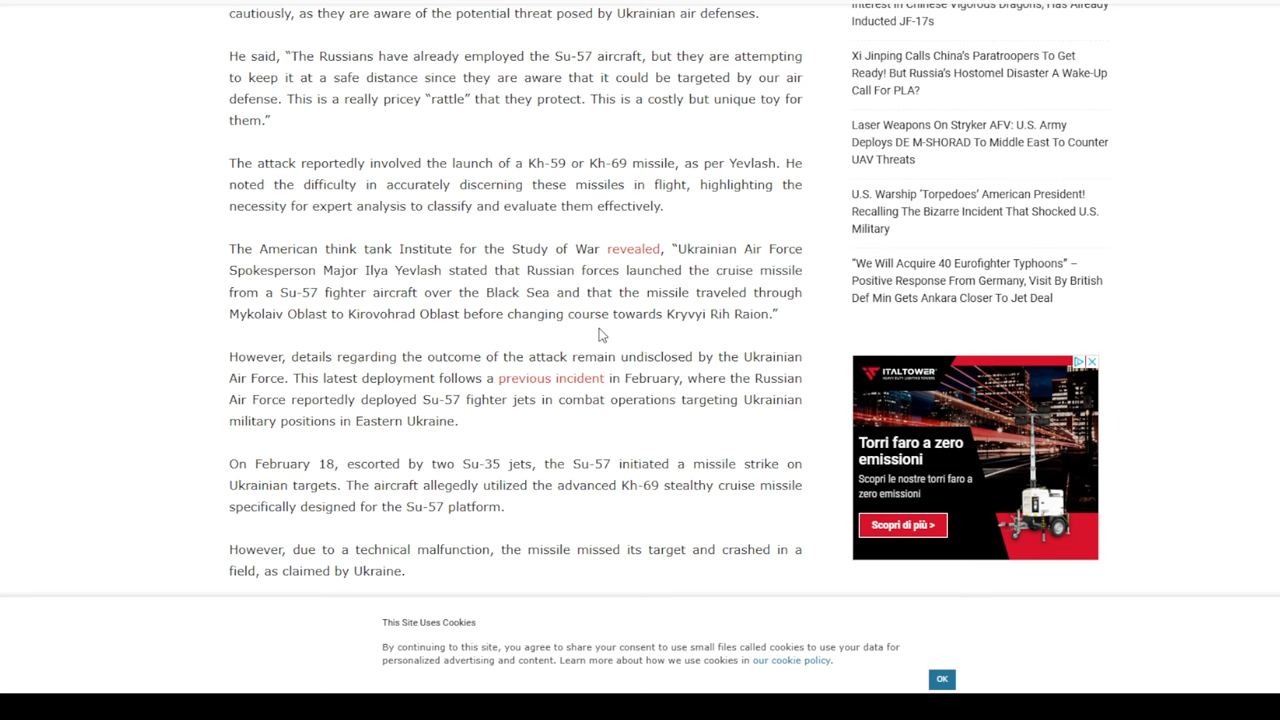 cautiously, as they are aware of the potential threat posed by Ukrainian air defenses.
He said, “The Russians have already employed the Su-57 aircraft, but they are attempting
to keep it at a safe distance since they are aware that it could be targeted by our air
defense. This is a really pricey “rattle” that they protect. This is a costly but unique toy for
them.”
The attack reportedly involved the launch of a Kh-59 or Kh-69 missile, as per Yevlash. He
noted the difficulty in accurately discerning these missiles in flight, highlighting the
necessity for expert analysis to classify and evaluate them effectively.
The American think tank Institute for the Study of War revealed, “Ukrainian Air Force
Spokesperson Major Ilya Yevlash stated that Russian forces launched the cruise missile
from a Su-57 fighter aircraft over the Black Sea and that the missile traveled through
Mykolaiv Oblast to Kirovohrad Oblast before changing course towards Kryvyi Rih Raion.”
However, details regarding the outcome of the attack remain undisclosed by the Ukrainian
Air Force. This latest deployment follows a previous incident in February, where the Russian
Air Force reportedly deployed Su-57 fighter jets in combat operations targeting Ukrainian
military positions in Eastern Ukraine.
On February 18, escorted by two Su-35 jets, the Su-57 initiated a missile strike on
Ukrainian targets. The aircraft allegedly utilized the advanced Kh-69 stealthy cruise missile
specifically designed for the Su-57 platform.
However, due to a technical malfunction, the missile missed its target and crashed in a
field, as claimed by Ukraine.
Interest In Chinese Vigorous Dragons, Has Already
Inducted JF-17s
Xi Jinping Calls China’s Paratroopers To Get
Ready! But Russia’s Hostomel Disaster A Wake-Up
Call For PLA?
Laser Weapons On Stryker AFV: U.S. Army
Deploys DE M-SHORAD To Middle East To Counter
UAV Threats
U.S. Warship ‘Torpedoes’ American President!
Recalling The Bizarre Incident That Shocked U.S.
Military
“We Will Acquire 40 Eurofighter Typhoons” –
Positive Response From Germany, Visit By British
Def Min Gets Ankara Closer To Jet Deal
ITALTOWER
Torri faro a zero
emissioni
Scopri le nostre torri faro a
zero emissioni
Scopri di più >
This Site Uses Cookies
By continuing to this site, you agree to share your consent to use small files called cookies to use your data for
personalized advertising and content. Learn more about how we use cookies in our cookie policy.
OK